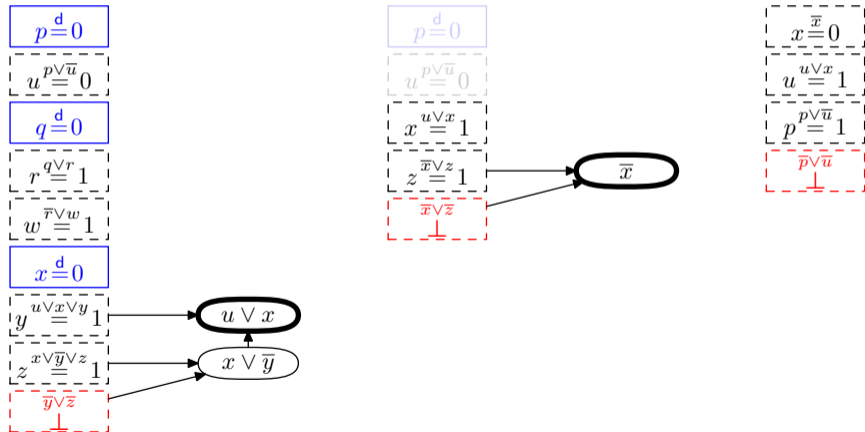 p =ᵈ 0
u =^{p∨u̅} 0
q =ᵈ 0
r =^{q∨r} 1
w =^{r̅∨w} 1
x =ᵈ 0
y =^{u∨x∨y} 1
z =^{x∨y̅∨z} 1
y̅∨z̅
⊥
u ∨ x
x ∨ y̅
p =ᵈ 0
u =^{p∨u̅} 0
x =^{u∨x} 1
z =^{x̅∨z} 1
x̅∨z̅
⊥
x̅
x =^{x̅} 0
u =^{u∨x} 1
p =^{p∨u̅} 1
p̅∨u̅
⊥